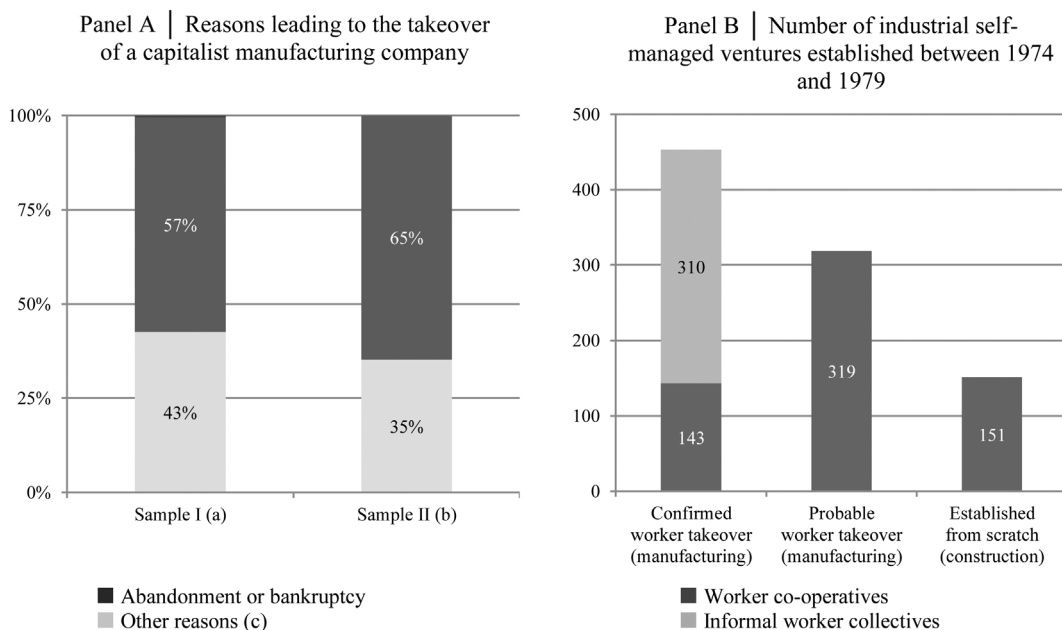 Panel A │ Reasons leading to the takeover
of a capitalist manufacturing company
100%
75%
50%
25%
0%
57%
43%
65%
35%
Sample I (a)
Sample II (b)
Abandonment or bankruptcy
Other reasons (c)
Panel B │ Number of industrial self-
managed ventures established between 1974
and 1979
500
400
300
200
100
0
310
143
319
151
Confirmed
worker takeover
(manufacturing)
Probable
worker takeover
(manufacturing)
Established
from scratch
(construction)
Worker co-operatives
Informal worker collectives